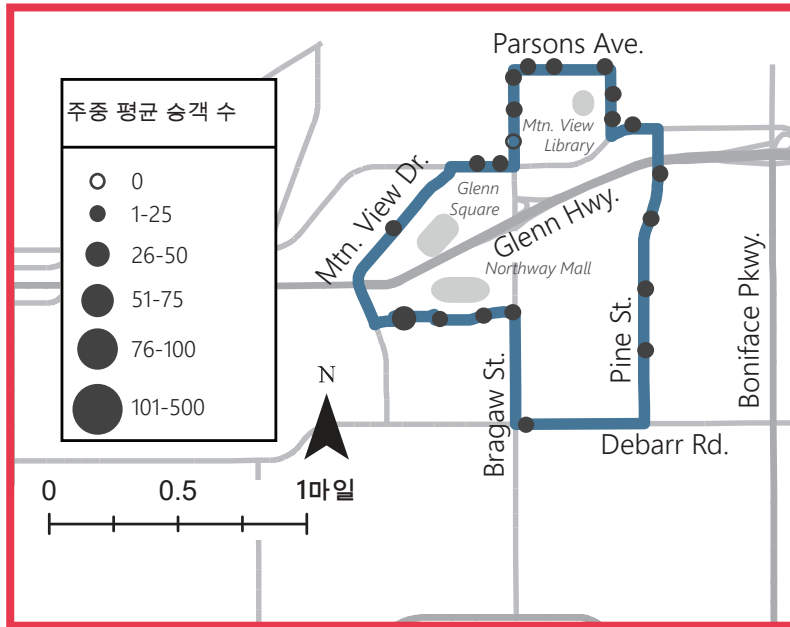 Parsons Ave.
주중 평균 승객 수
0
1-25
26-50
51-75
76-100
101-500
Mtn. View
Library
Mtn. View Dr.
Glenn
Square
Glenn Hwy.
Northway Mall
Boniface Pkwy.
Pine St.
Bragaw St.
Debarr Rd.
N
0 0.5 1마일